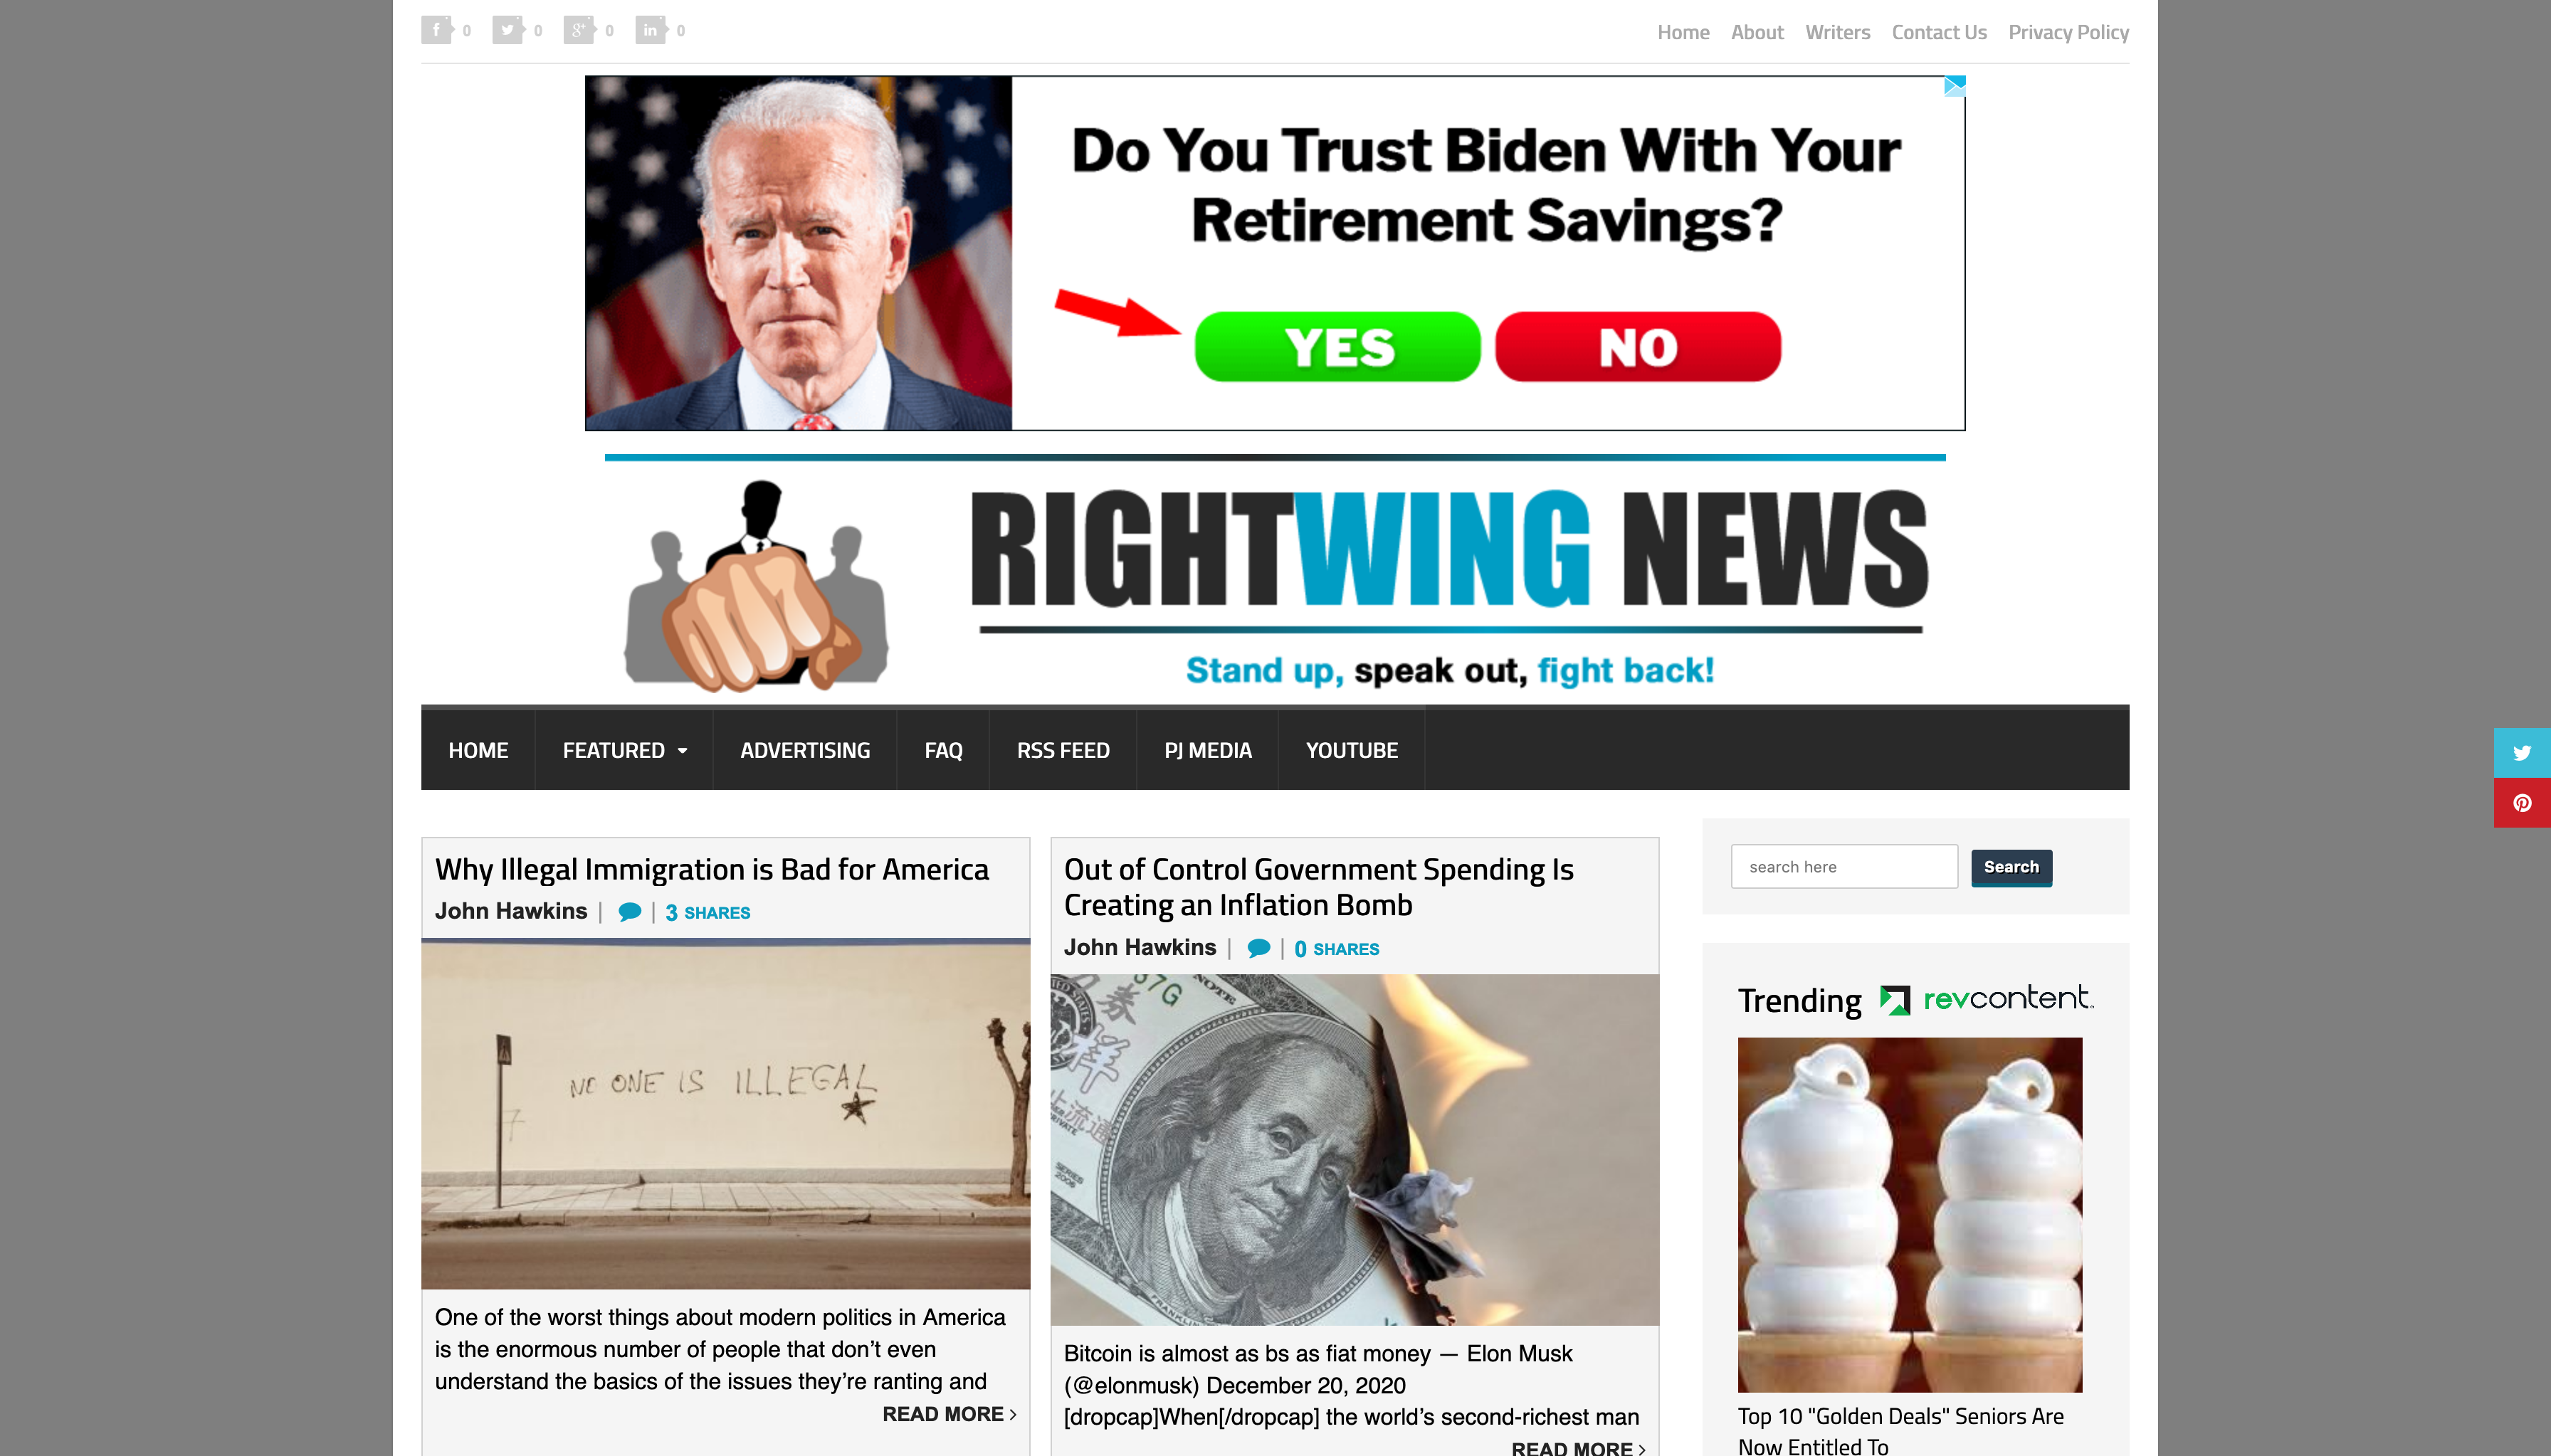 f 0 0 g+ 0 in 0
Home About Writers Contact Us Privacy Policy
Do You Trust Biden With Your
Retirement Savings?
YES NO
RIGHTWING NEWS
Stand up, speak out, fight back!
HOME FEATURED ADVERTISING FAQ RSS FEED PJ MEDIA YOUTUBE
Why Illegal Immigration is Bad for America
John Hawkins | | 3 SHARES
NO ONE IS ILLEGAL
One of the worst things about modern politics in America
is the enormous number of people that don’t even
understand the basics of the issues they’re ranting and
READ MORE ›
Out of Control Government Spending Is
Creating an Inflation Bomb
John Hawkins | | 0 SHARES
57G
NOTE
SERIES
2006
Bitcoin is almost as bs as fiat money — Elon Musk
(@elonmusk) December 20, 2020
[dropcap]When[/dropcap] the world’s second-richest man
READ MORE ›
search here Search
Trending revcontent
Top 10 "Golden Deals" Seniors Are
Now Entitled To